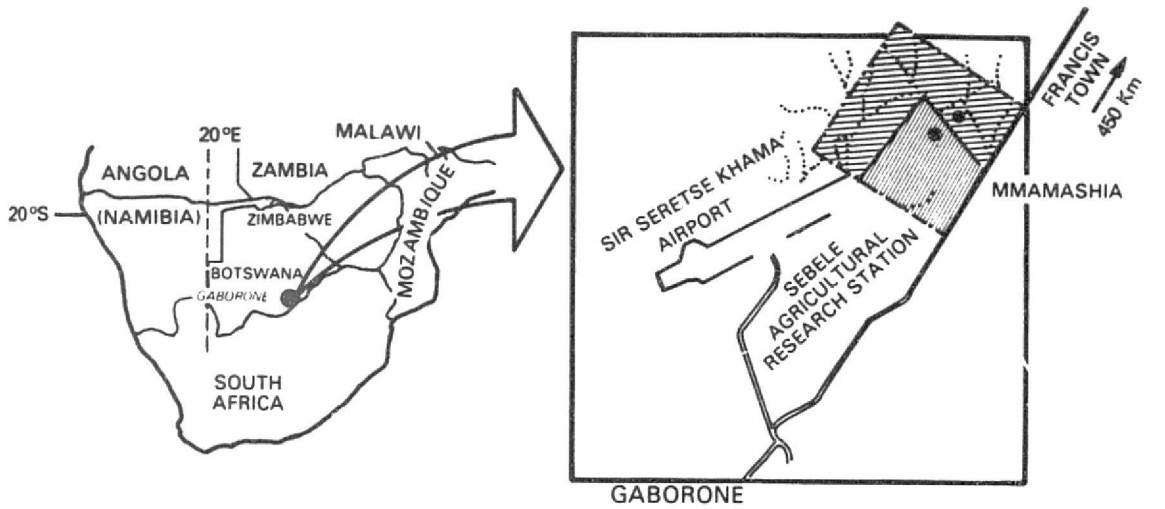 20°E
MALAWI
ANGOLA
ZAMBIA
20°S
(NAMIBIA)
ZIMBABWE
MOZAMBIQUE
BOTSWANA
GABORONE
SOUTH
AFRICA
FRANCIS
TOWN
450 Km
MMAMASHIA
SIR SERETSE KHAMA
AIRPORT
SEBELE
AGRICULTURAL
RESEARCH STATION
GABORONE